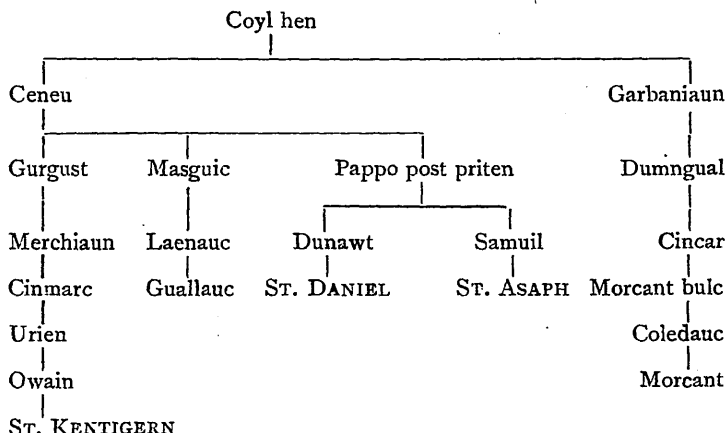 Coyl hen
Ceneu Garbaniaun
Gurgust Masguic Pappo post priten Dumngual
Merchiaun Laenauc Dunawt Samuil Cincar
Cinmarc Guallauc ST. DANIEL ST. ASAPH Morcant bulc
Urien Coledauc
Owain Morcant
ST. KENTIGERN